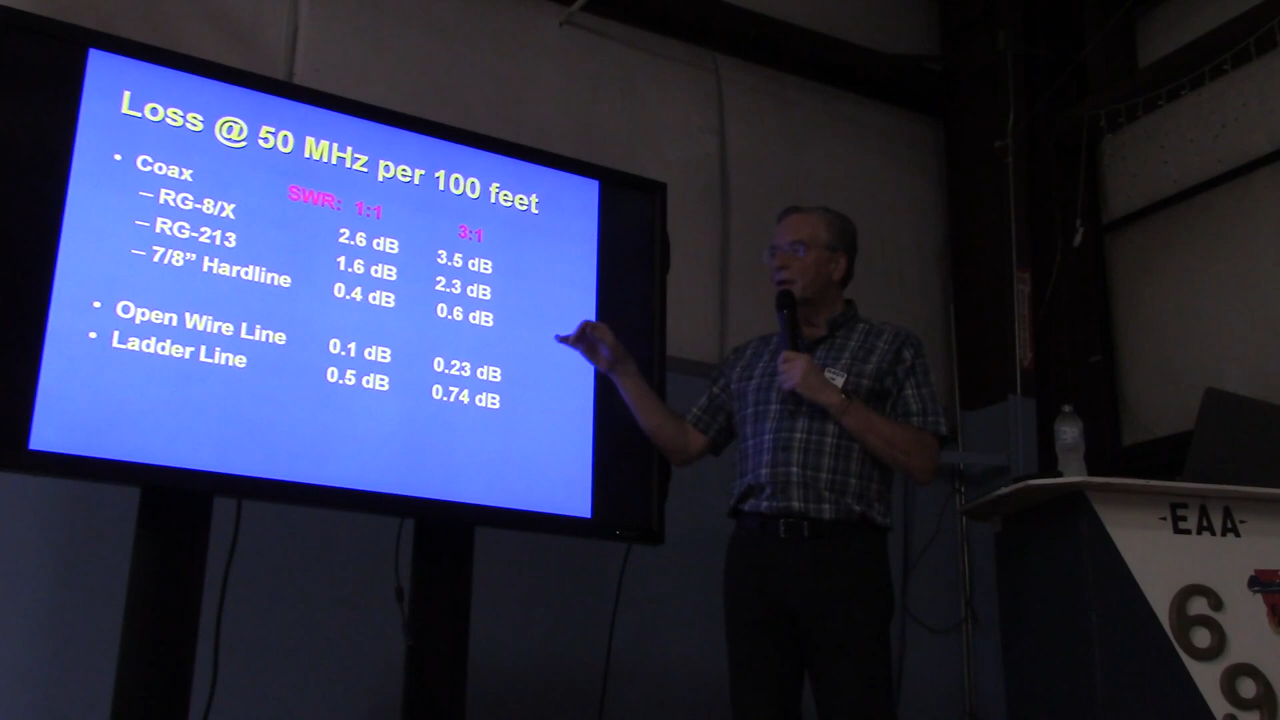 Loss @ 50 MHz per 100 feet
• Coax SWR: 1:1 3:1
– RG-8/X 2.6 dB 3.5 dB
– RG-213 1.6 dB 2.3 dB
– 7/8” Hardline 0.4 dB 0.6 dB
• Open Wire Line 0.1 dB 0.23 dB
• Ladder Line 0.5 dB 0.74 dB
-EAA-
69